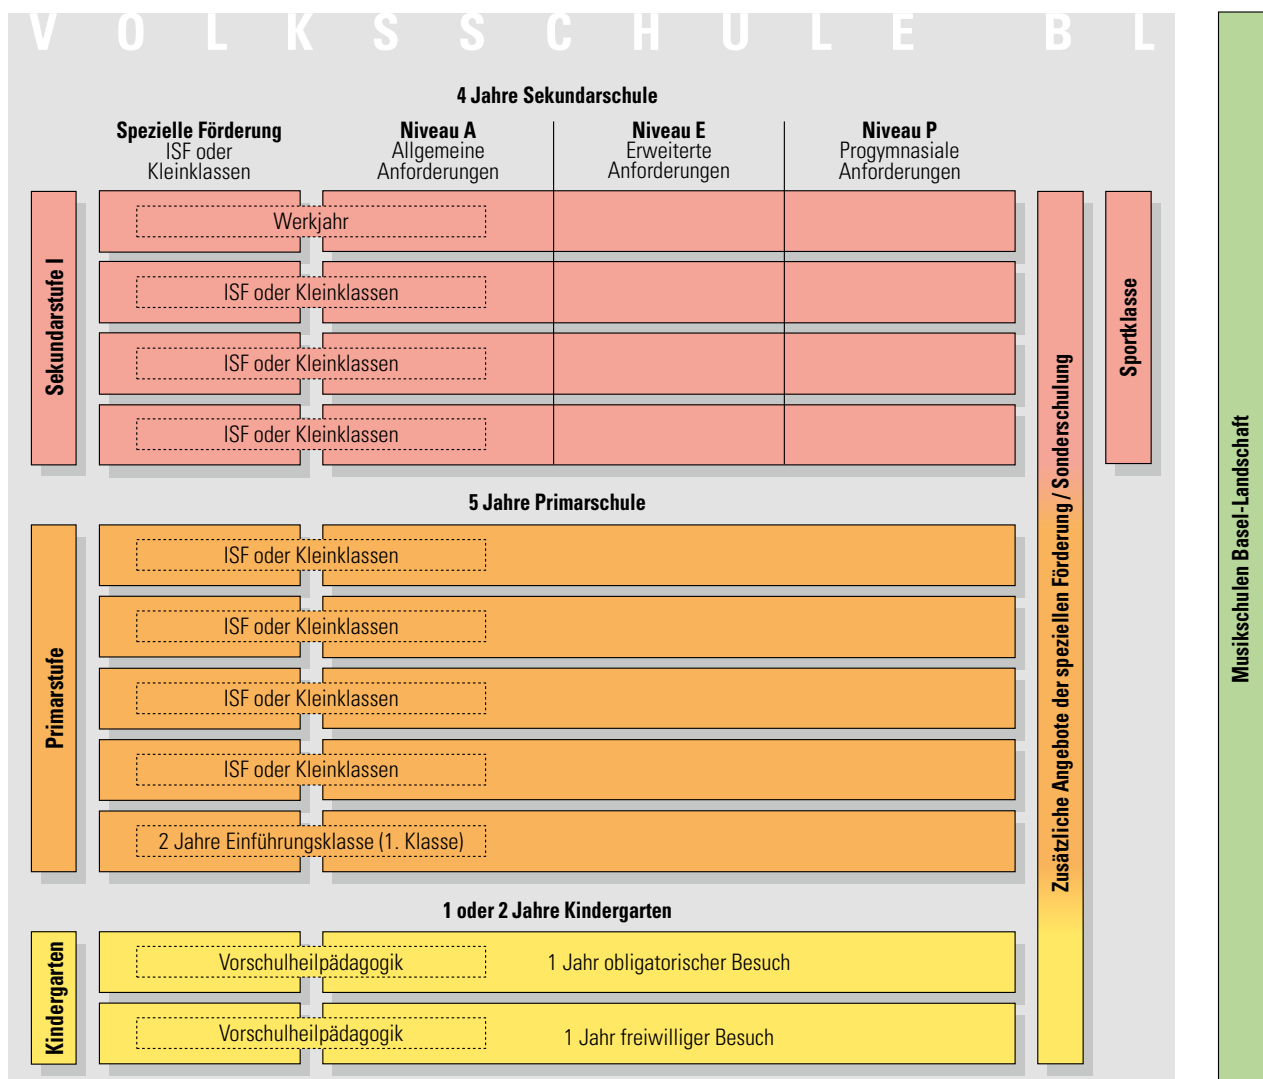 VOLKSSCHULE BL
4 Jahre Sekundarschule
Spezielle Förderung
ISF oder
Kleinklassen
Niveau A
Allgemeine
Anforderungen
Niveau E
Erweiterte
Anforderungen
Niveau P
Progymnasiale
Anforderungen
Sekundarstufe I
Werkjahr
ISF oder Kleinklassen
ISF oder Kleinklassen
ISF oder Kleinklassen
5 Jahre Primarschule
Primarstufe
ISF oder Kleinklassen
ISF oder Kleinklassen
ISF oder Kleinklassen
ISF oder Kleinklassen
2 Jahre Einführungsklasse (1. Klasse)
1 oder 2 Jahre Kindergarten
Kindergarten
Vorschulheilpädagogik
1 Jahr obligatorischer Besuch
Vorschulheilpädagogik
1 Jahr freiwilliger Besuch
Zusätzliche Angebote der speziellen Förderung / Sonderschulung
Sportklasse
Musikschulen Basel-Landschaft